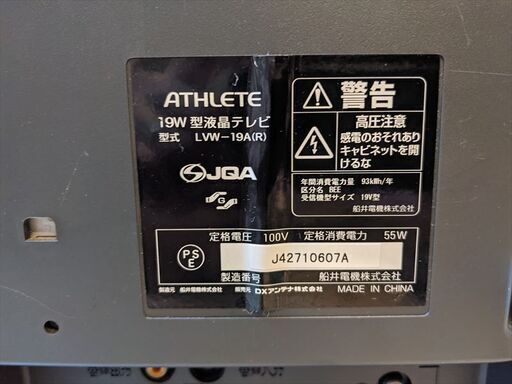 ATHLETE
19W型液晶テレビ
型式 LVW-19A(R)
JQA
S G
警告
高圧注意
感電のおそれあり
キャビネットを開
けるな
年間消費電力量 93kWh/年
区分名 BEE
受信機型サイズ 19V型
船井電機株式会社
定格電圧 100V 定格消費電力 55W
PS
E
J42710607A
製造番号 船井電機株式会社
製造元 船井電機株式会社 販売元 DXアンテナ株式会社 MADE IN CHINA